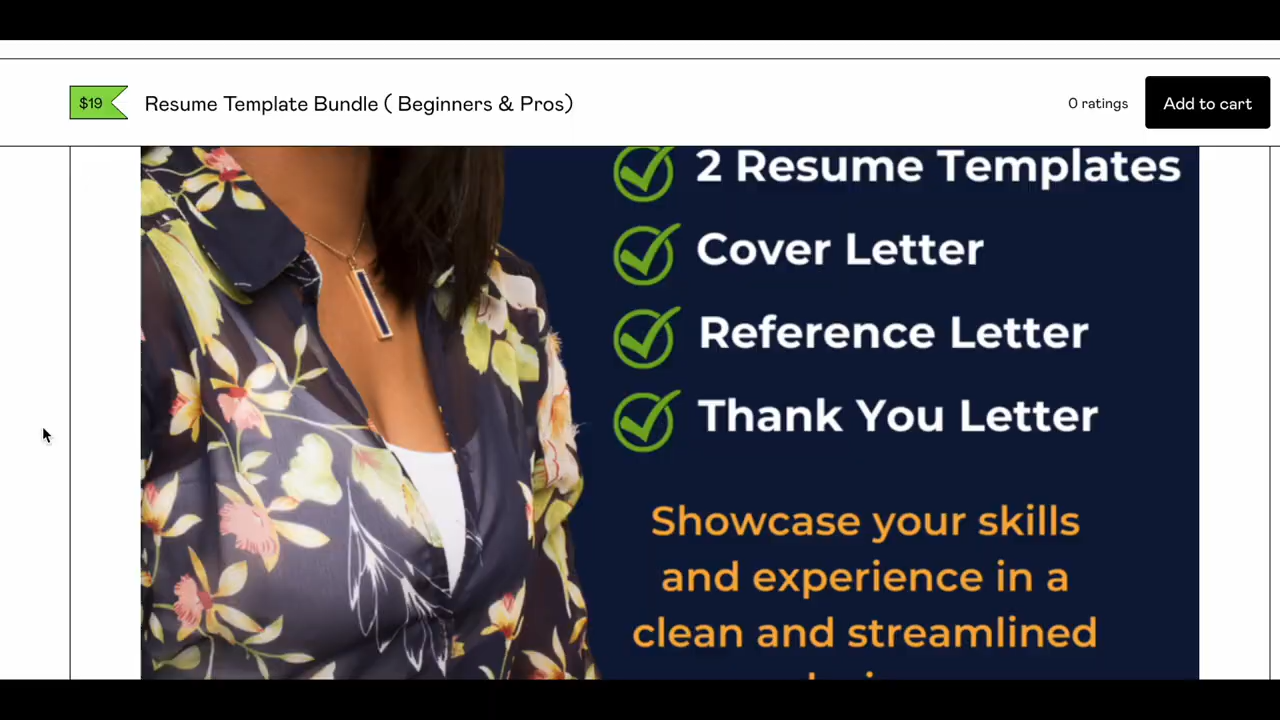 $19
Resume Template Bundle ( Beginners & Pros)
0 ratings
Add to cart
2 Resume Templates
Cover Letter
Reference Letter
Thank You Letter
Showcase your skills
and experience in a
clean and streamlined